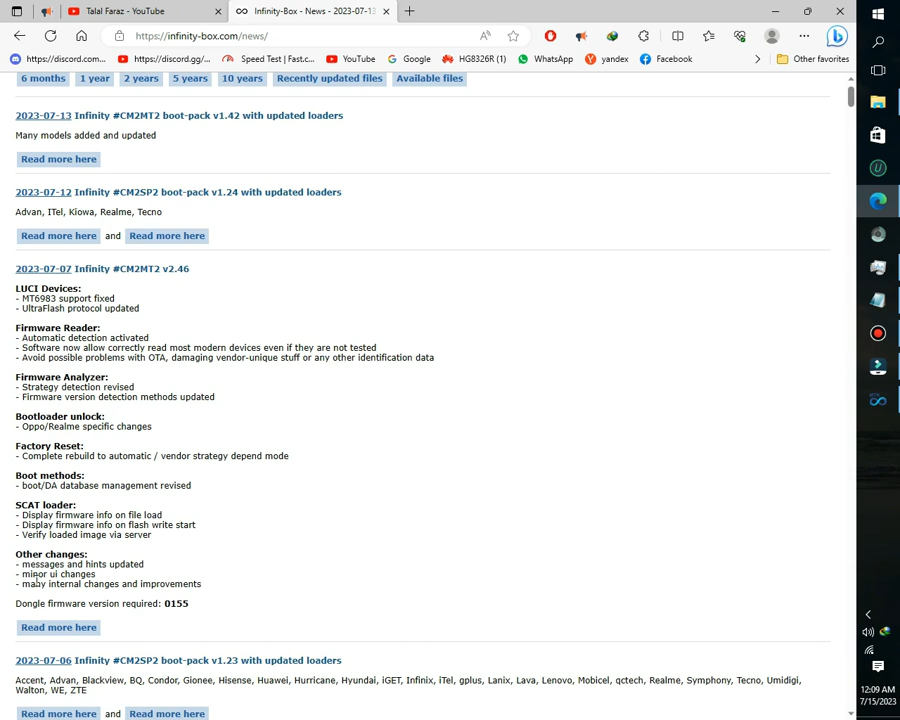 Talal Faraz - YouTube
Infinity-Box - News - 2023-07-13
https://infinity-box.com/news/
https://discord.com...
https://discord.gg/...
Speed Test | Fast.c...
Google
HG8326R (1)
YouTube
WhatsApp
yandex
Facebook
Other favorites
6 months 1 year 2 years 5 years 10 years Recently updated files Available files
2023-07-13 Infinity #CM2MT2 boot-pack v1.42 with updated loaders
Many models added and updated
Read more here
2023-07-12 Infinity #CM2SP2 boot-pack v1.24 with updated loaders
Advan, ITel, Kiowa, Realme, Tecno
Read more here and Read more here
2023-07-07 Infinity #CM2MT2 v2.46
LUCI Devices:
- MT6983 support fixed
- UltraFlash protocol updated
Firmware Reader:
- Automatic detection activated
- Software now allow correctly read most modern devices even if they are not tested
- Avoid possible problems with OTA, damaging vendor-unique stuff or any other identification data
Firmware Analyzer:
- Strategy detection revised
- Firmware version detection methods updated
Bootloader unlock:
- Oppo/Realme specific changes
Factory Reset:
- Complete rebuild to automatic / vendor strategy depend mode
Boot methods:
- boot/DA database management revised
SCAT loader:
- Display firmware info on file load
- Display firmware info on flash write start
- Verify loaded image via server
Other changes:
- messages and hints updated
- minor ui changes
- many internal changes and improvements
Dongle firmware version required: 0155
Read more here
2023-07-06 Infinity #CM2SP2 boot-pack v1.23 with updated loaders
Accent, Advan, Blackview, BQ, Condor, Gionee, Hisense, Huawei, Hurricane, Hyundai, iGET, Infinix, iTel, gplus, Lanix, Lava, Lenovo, Mobicel, qctech, Realme, Symphony, Tecno, Umidigi,
Walton, WE, ZTE
Read more here and Read more here
12:09 AM
7/15/2023